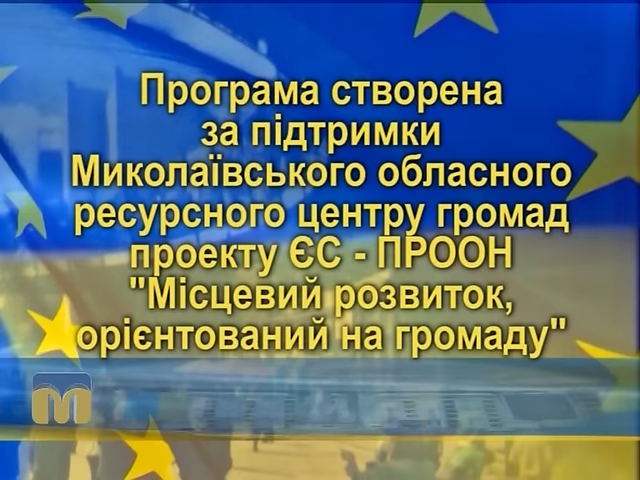 Програма створена
за підтримки
Миколаївського обласного
ресурсного центру громад
проекту ЄС - ПРООН
"Місцевий розвиток,
орієнтований на громаду"